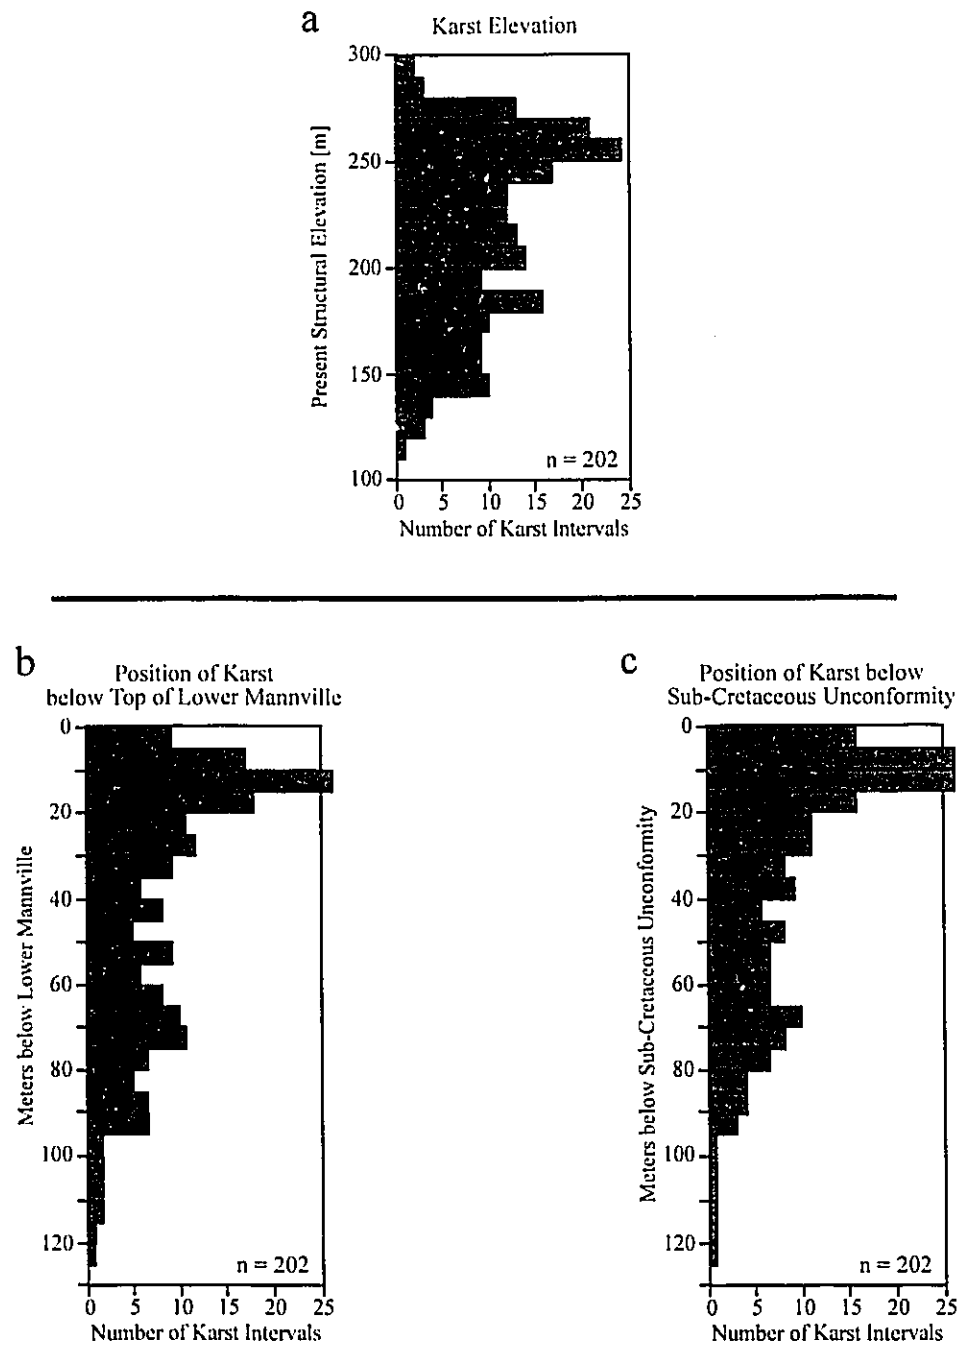 a
Karst Elevation
300
250
200
150
100
Present Structural Elevation [m]
n = 202
0 5 10 15 20 25
Number of Karst Intervals
b
Position of Karst
below Top of Lower Mannville
0
20
40
60
80
100
120
Meters below Lower Mannville
n = 202
0 5 10 15 20 25
Number of Karst Intervals
c
Position of Karst below
Sub-Cretaceous Unconformity
0
20
40
60
80
100
120
Meters below Sub-Cretaceous Unconformity
n = 202
0 5 10 15 20 25
Number of Karst Intervals